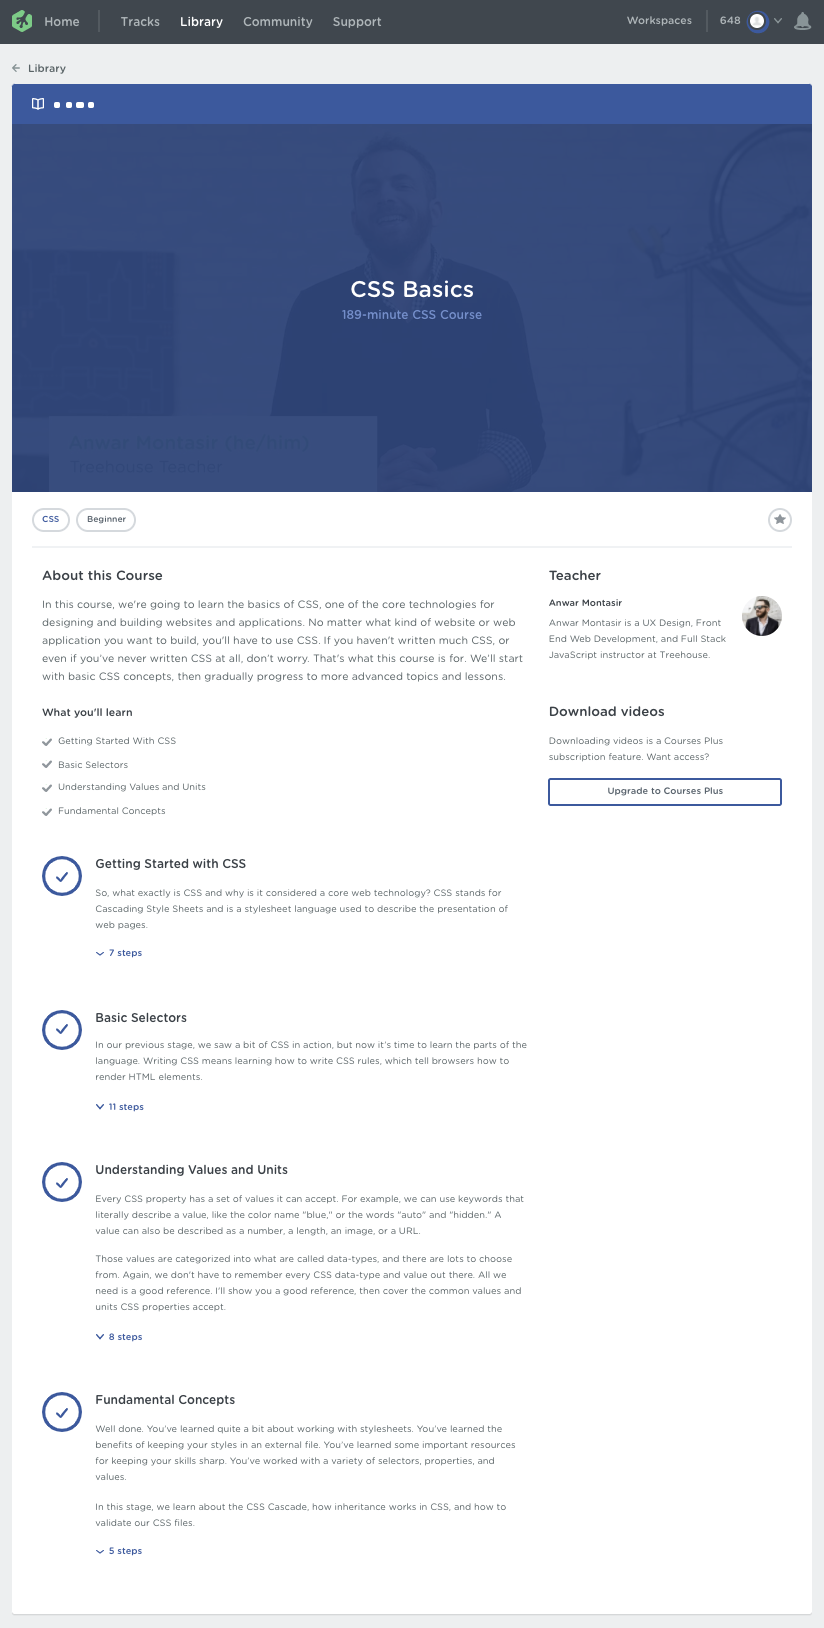 Home
Tracks
Library
Community
Support
Workspaces
648
Library
CSS Basics
189-minute CSS Course
Anwar Montasir (he/him)
Treehouse Teacher
CSS
Beginner
About this Course
In this course, we're going to learn the basics of CSS, one of the core technologies for
designing and building websites and applications. No matter what kind of website or web
application you want to build, you'll have to use CSS. If you haven't written much CSS, or
even if you've never written CSS at all, don't worry. That's what this course is for. We'll start
with basic CSS concepts, then gradually progress to more advanced topics and lessons.
What you'll learn
Getting Started With CSS
Basic Selectors
Understanding Values and Units
Fundamental Concepts
Teacher
Anwar Montasir
Anwar Montasir is a UX Design, Front
End Web Development, and Full Stack
JavaScript instructor at Treehouse.
Download videos
Downloading videos is a Courses Plus
subscription feature. Want access?
Upgrade to Courses Plus
Getting Started with CSS
So, what exactly is CSS and why is it considered a core web technology? CSS stands for
Cascading Style Sheets and is a stylesheet language used to describe the presentation of
web pages.
7 steps
Basic Selectors
In our previous stage, we saw a bit of CSS in action, but now it's time to learn the parts of the
language. Writing CSS means learning how to write CSS rules, which tell browsers how to
render HTML elements.
11 steps
Understanding Values and Units
Every CSS property has a set of values it can accept. For example, we can use keywords that
literally describe a value, like the color name "blue," or the words "auto" and "hidden." A
value can also be described as a number, a length, an image, or a URL.
Those values are categorized into what are called data-types, and there are lots to choose
from. Again, we don't have to remember every CSS data-type and value out there. All we
need is a good reference. I'll show you a good reference, then cover the common values and
units CSS properties accept.
8 steps
Fundamental Concepts
Well done. You've learned quite a bit about working with stylesheets. You've learned the
benefits of keeping your styles in an external file. You've learned some important resources
for keeping your skills sharp. You've worked with a variety of selectors, properties, and
values.
In this stage, we learn about the CSS Cascade, how inheritance works in CSS, and how to
validate our CSS files.
5 steps